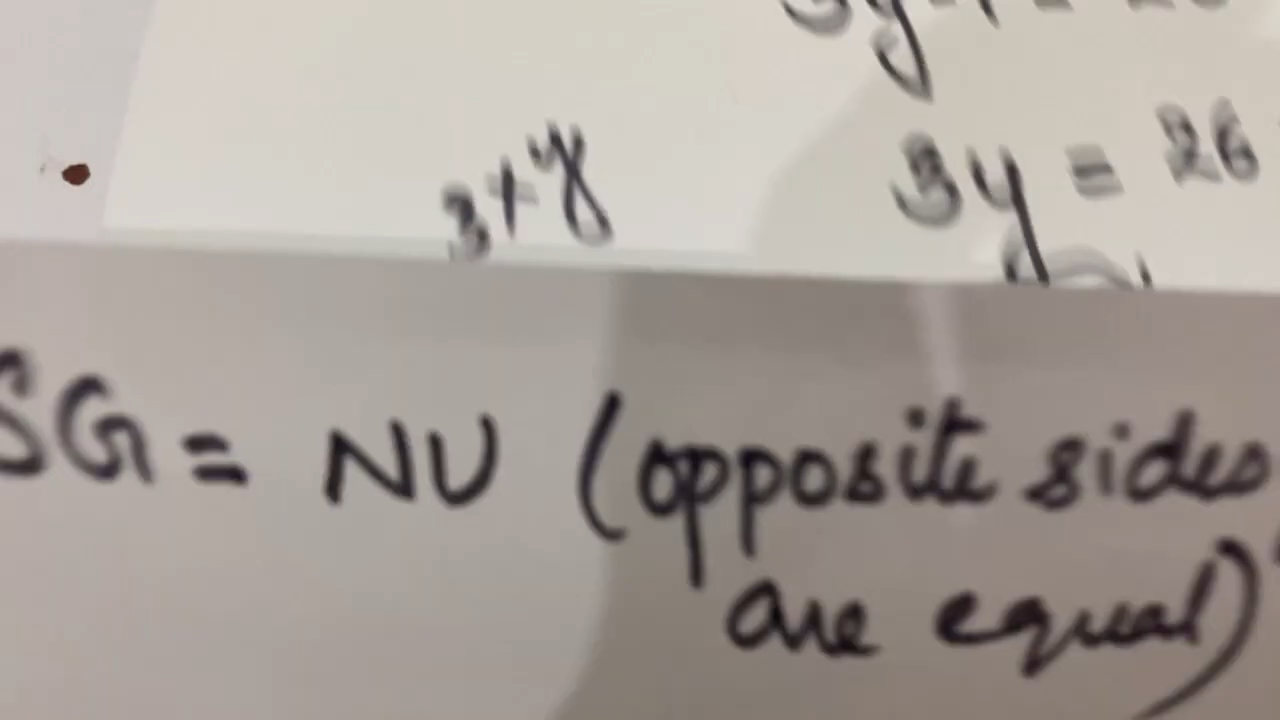 3+y
3y = 26
SG = NU (opposite sides
are equal)